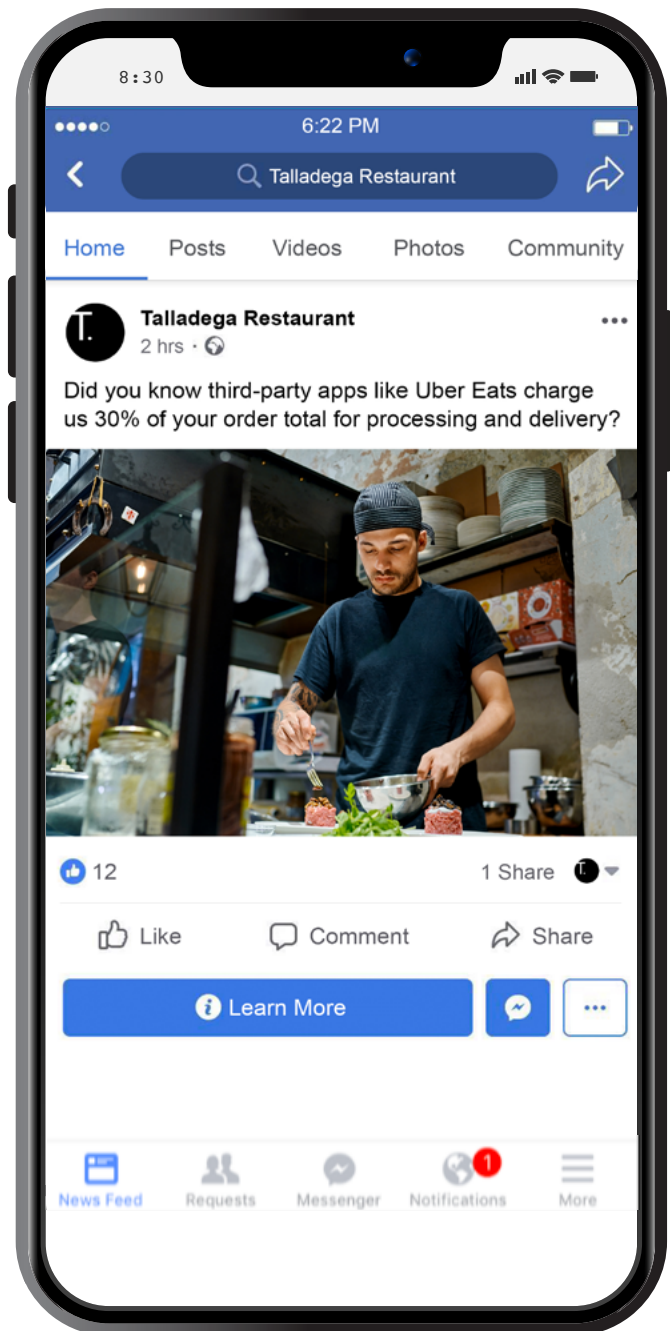 8:30
6:22 PM
Talladega Restaurant
Home Posts Videos Photos Community
T.
Talladega Restaurant
2 hrs ·
Did you know third-party apps like Uber Eats charge
us 30% of your order total for processing and delivery?
12 1 Share T.
Like Comment Share
Learn More
1
News Feed Requests Messenger Notifications More